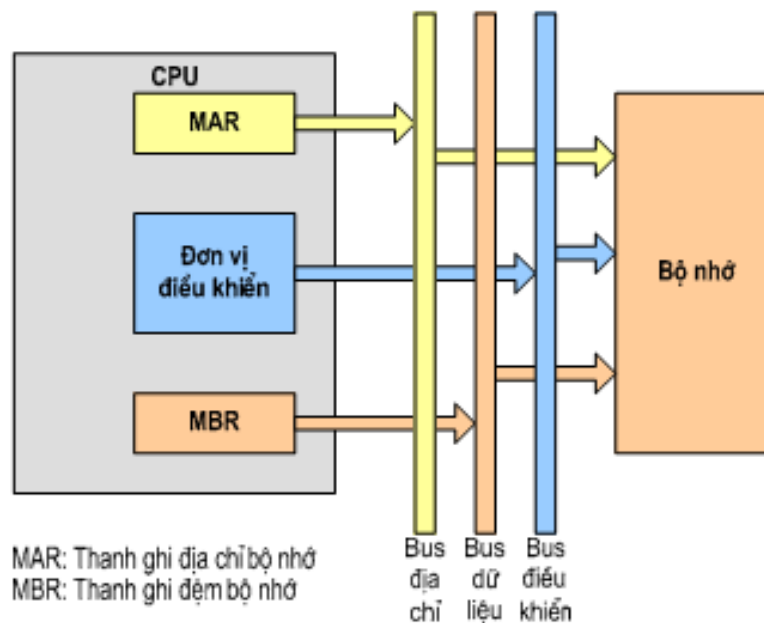 CPU
MAR
Đơn vị
điều khiển
MBR
Bộ nhớ
MAR: Thanh ghi địa chỉ bộ nhớ
MBR: Thanh ghi đệm bộ nhớ
Bus
địa
chỉ
Bus
dữ
liệu
Bus
điều
khiển